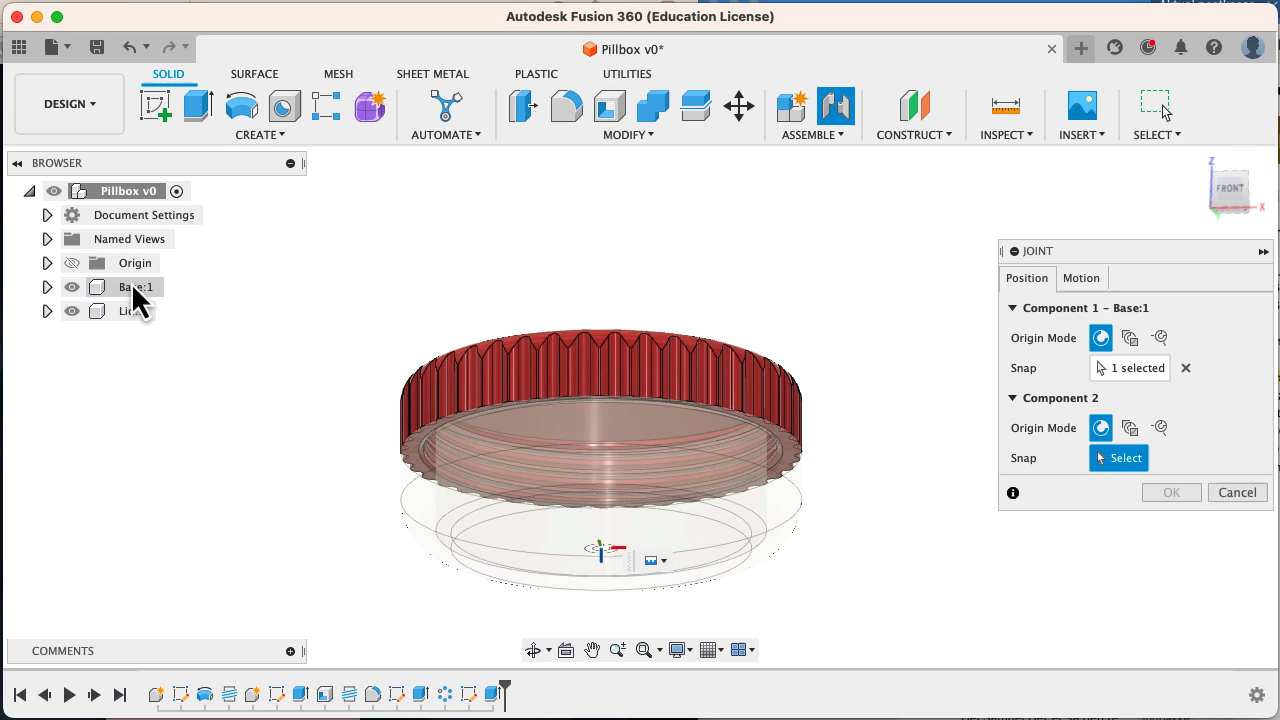 Autodesk Fusion 360 (Education License)
Pillbox v0*
DESIGN
SOLID SURFACE MESH SHEET METAL PLASTIC UTILITIES
CREATE AUTOMATE MODIFY ASSEMBLE CONSTRUCT INSPECT INSERT SELECT
BROWSER
Pillbox v0
Document Settings
Named Views
Origin
Base:1
Z
FRONT
X
JOINT
Position Motion
Component 1 - Base:1
Origin Mode
Snap 1 selected
Component 2
Origin Mode
Snap Select
OK Cancel
COMMENTS